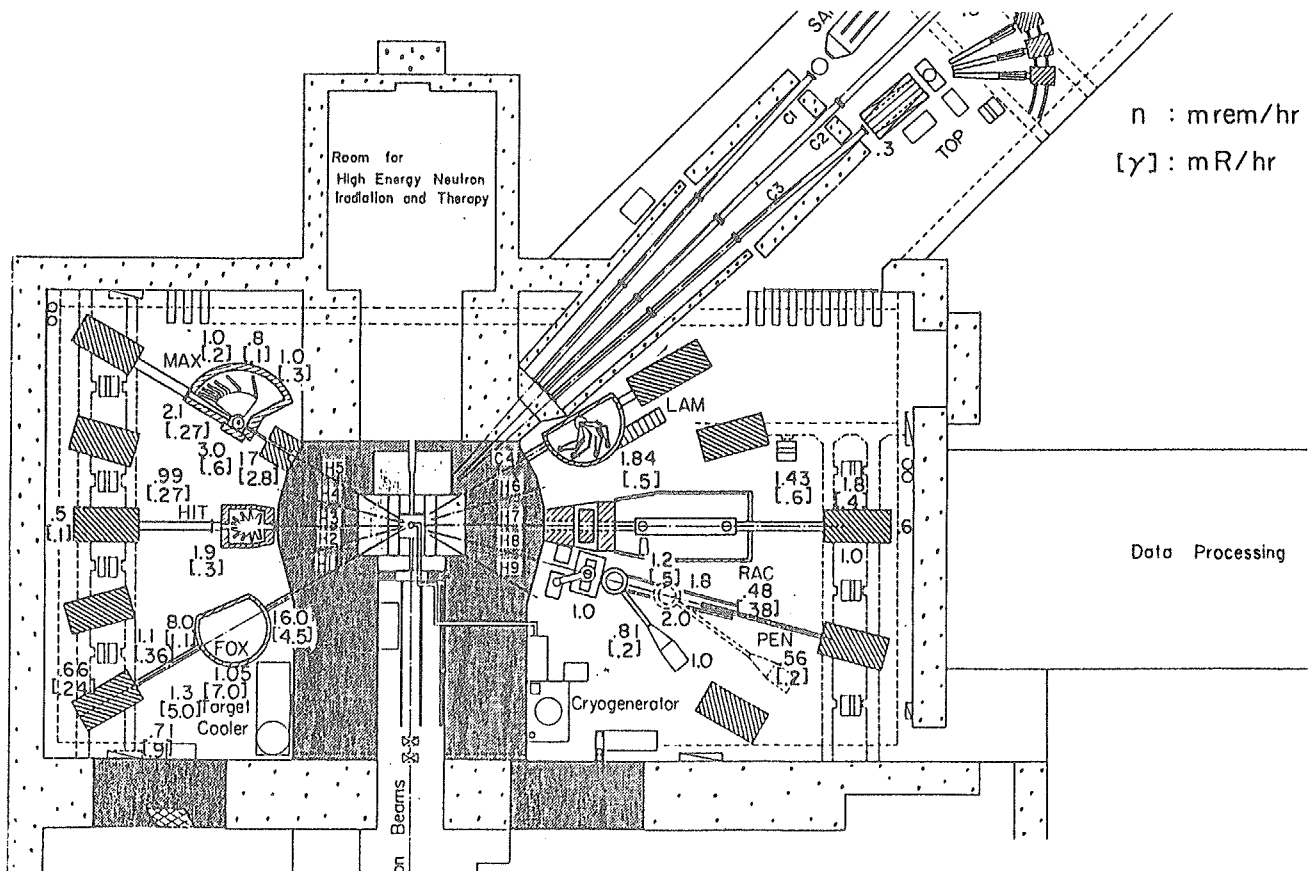 n : mrem/hr
[γ] : mR/hr
TOP
C1
C2
C3
.3
Room for
High Energy Neutron
Irradiation and Therapy
MAX
1.0
[.2]
.8
[.1]
1.0
[.3]
2.1
[.27]
3.0
[.6]
17
[2.8]
LAM
1.84
[.5]
1.43
[.6]
1.8
.4
.99
[.27]
HIT
.5
[.1]
1.9
[.3]
H5
H4
H3
H2
H1
C4
H6
H7
H8
H9
1.0
Data Processing
1.2
[.5]
1.8
RAC
.48
[.38]
2.0
1.0
.81
[.2]
1.0
PEN
.56
[.2]
8.0
[1.1]
16.0
[4.5]
FOX
1.1
.36
.66
[.24]
1.05
[7.0]
1.3
[5.0]
Target
Cooler
.7
.9
Cryogenerator
Beams